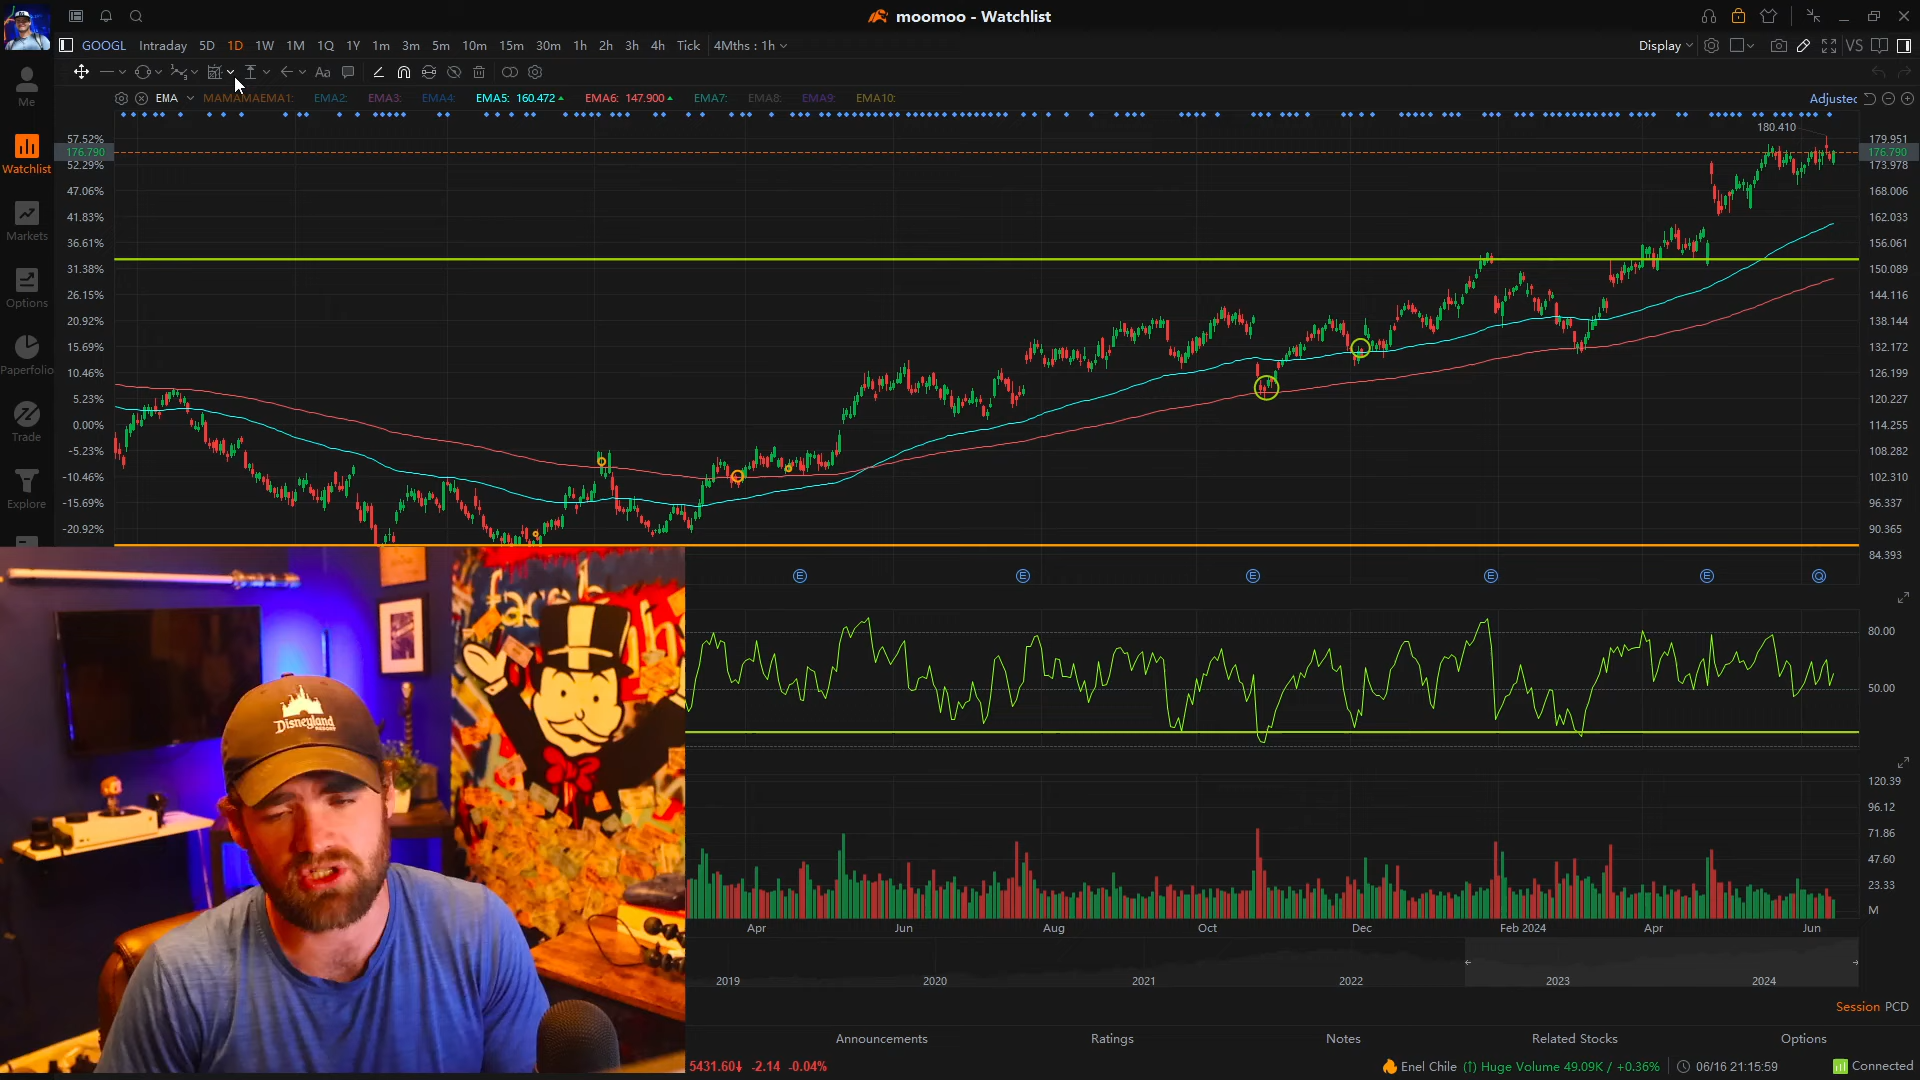 moomoo - Watchlist
GOOGL Intraday 5D 1D 1W 1M 1Q 1Y 1m 3m 5m 10m 15m 30m 1h 2h 3h 4h Tick 4Mths : 1h
Display VS
Aa
EMA MAMAMAEMA1: EMA2: EMA3: EMA4: EMA5: 160.472 EMA6: 147.900 EMA7: EMA8: EMA9: EMA10:
Adjusted
180.410
Me
Watchlist
Markets
Options
Paperfolio
Trade
Explore
57.52%
176.790
52.29%
47.06%
41.83%
36.61%
31.38%
26.15%
20.92%
15.69%
10.46%
5.23%
0.00%
-5.23%
-10.46%
-15.69%
-20.92%
179.951
176.790
173.978
168.006
162.033
156.061
150.089
144.116
138.144
132.172
126.199
120.227
114.255
108.282
102.310
96.337
90.365
84.393
E E E E E Q
80.00
50.00
120.39
96.12
71.86
47.60
23.33
M
Apr Jun Aug Oct Dec Feb 2024 Apr Jun
2019 2020 2021 2022 2023 2024
Session PCD
Announcements Ratings Notes Related Stocks Options
5431.60 -2.14 -0.04%
Enel Chile (↑) Huge Volume 49.09K / +0.36% 06/16 21:15:59 Connected
Disneyland
RESORT